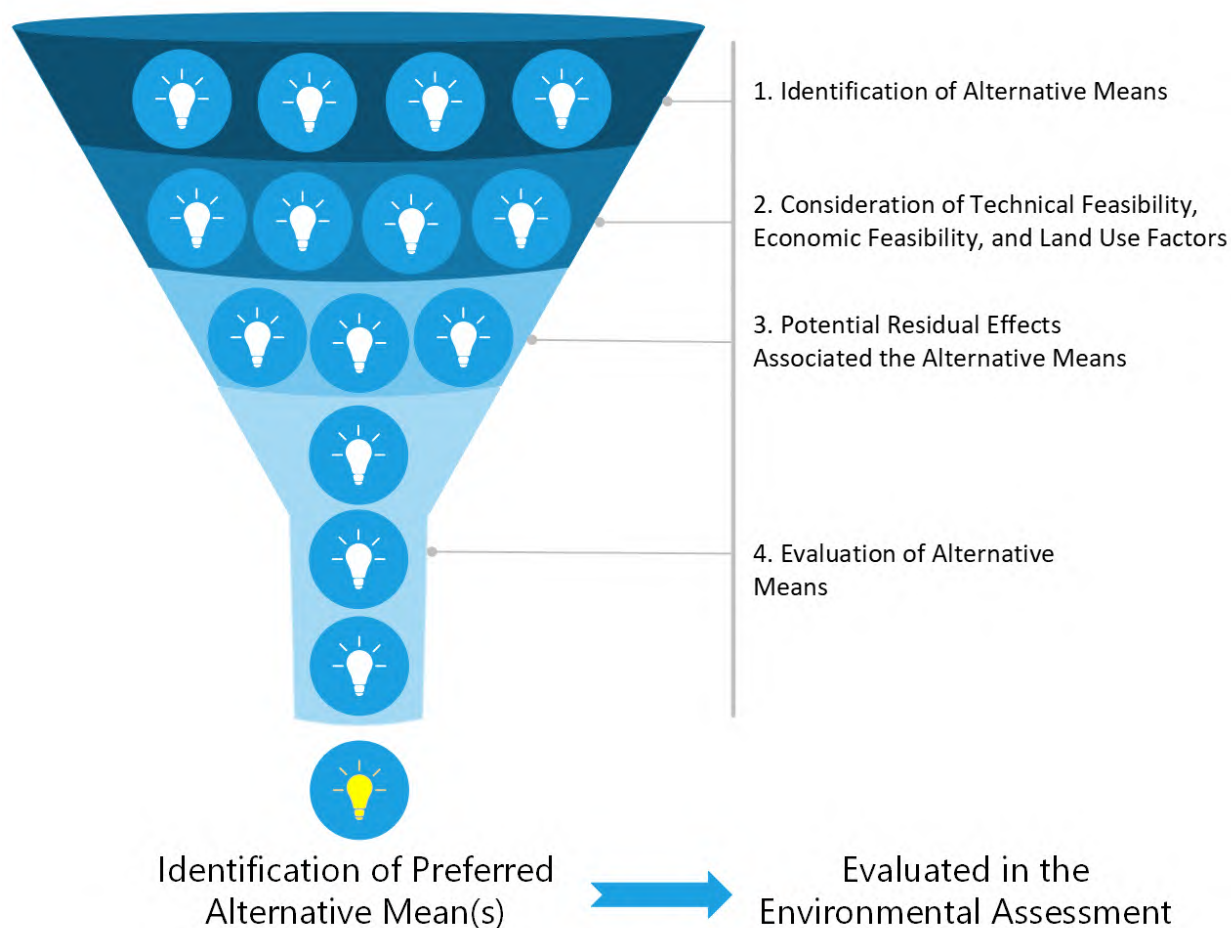 1. Identification of Alternative Means
2. Consideration of Technical Feasibility,
Economic Feasibility, and Land Use Factors
3. Potential Residual Effects
Associated the Alternative Means
4. Evaluation of Alternative
Means
Identification of Preferred
Alternative Mean(s)
Evaluated in the
Environmental Assessment